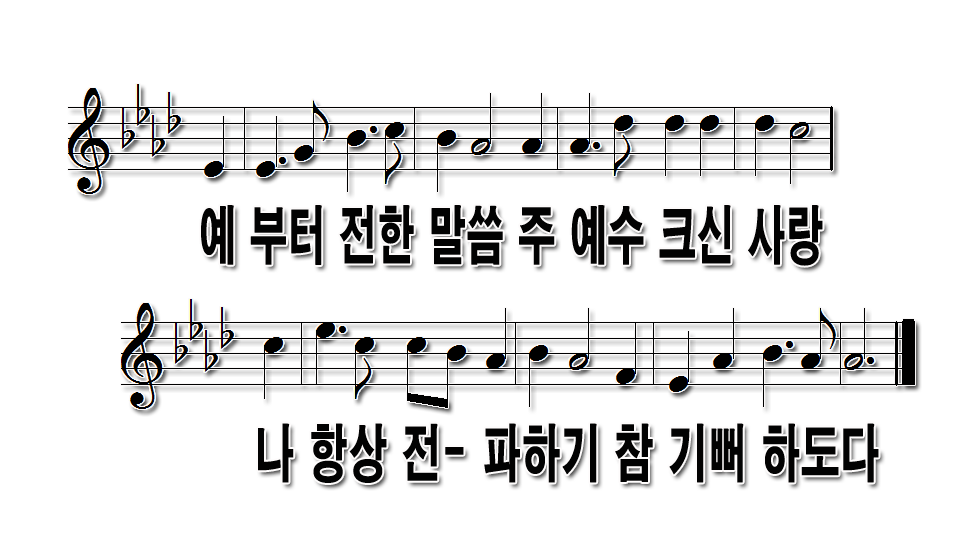 예 부터 전한 말씀 주 예수 크신 사랑
나 항상 전- 파하기 참 기뻐 하도다